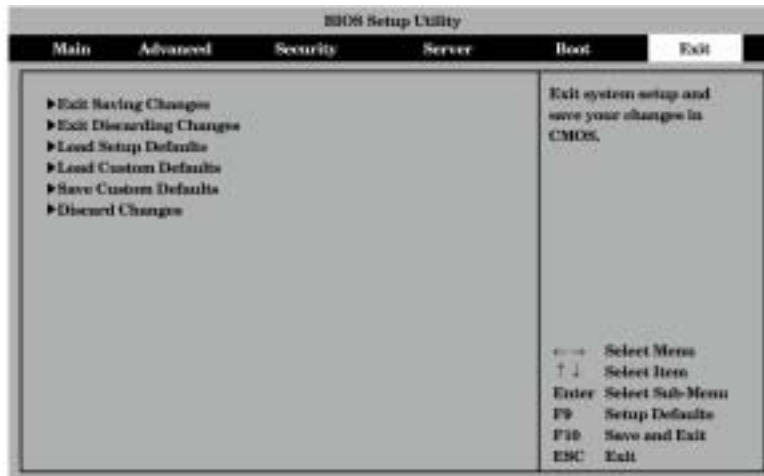 BIOS Setup Utility
Main Advanced Security Server Boot Exit
▶Exit Saving Changes
▶Exit Discarding Changes
▶Load Setup Defaults
▶Load Custom Defaults
▶Save Custom Defaults
▶Discard Changes
Exit system setup and
save your changes in
CMOS.
←→ Select Menu
↑↓ Select Item
Enter Select Sub-Menu
F9 Setup Defaults
F10 Save and Exit
ESC Exit